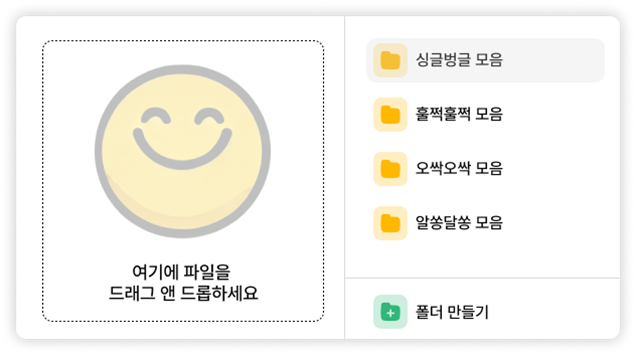 여기에 파일을
드래그 앤 드롭하세요
싱글벙글 모음
훌쩍훌쩍 모음
오싹오싹 모음
알쏭달쏭 모음
폴더 만들기